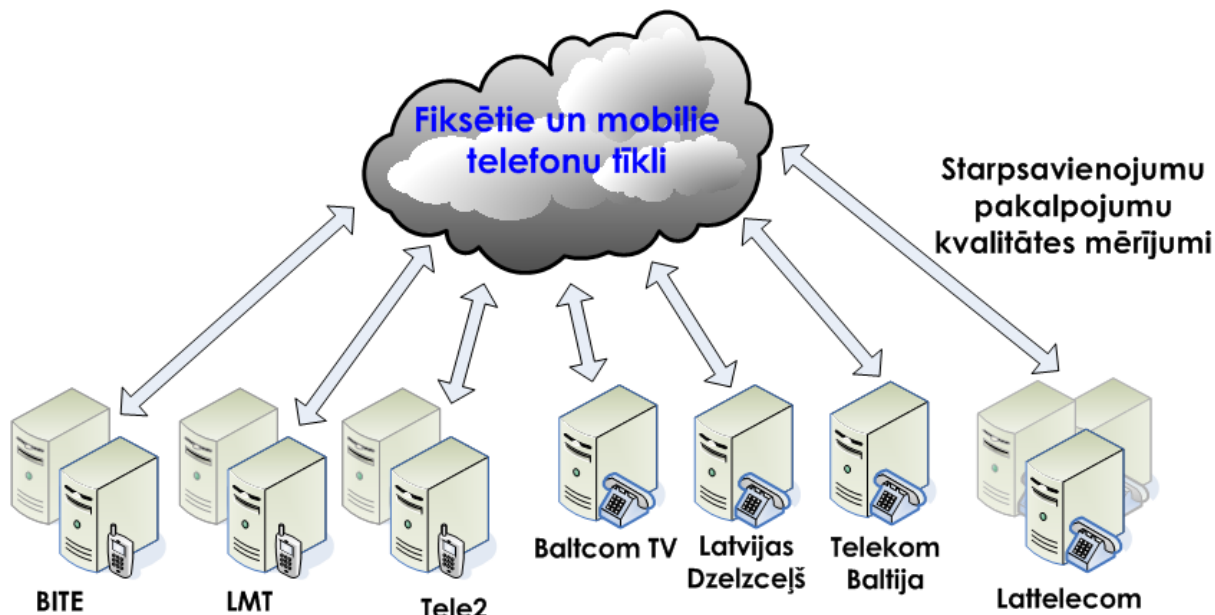 Fiksētie un mobilie
telefonu tīkli
Starpsavienojumu
pakalpojumu
kvalitātes mērījumi
BITE
LMT
Tele2
Baltcom TV
Latvijas
Dzelzceļš
Telekom
Baltija
Lattelecom